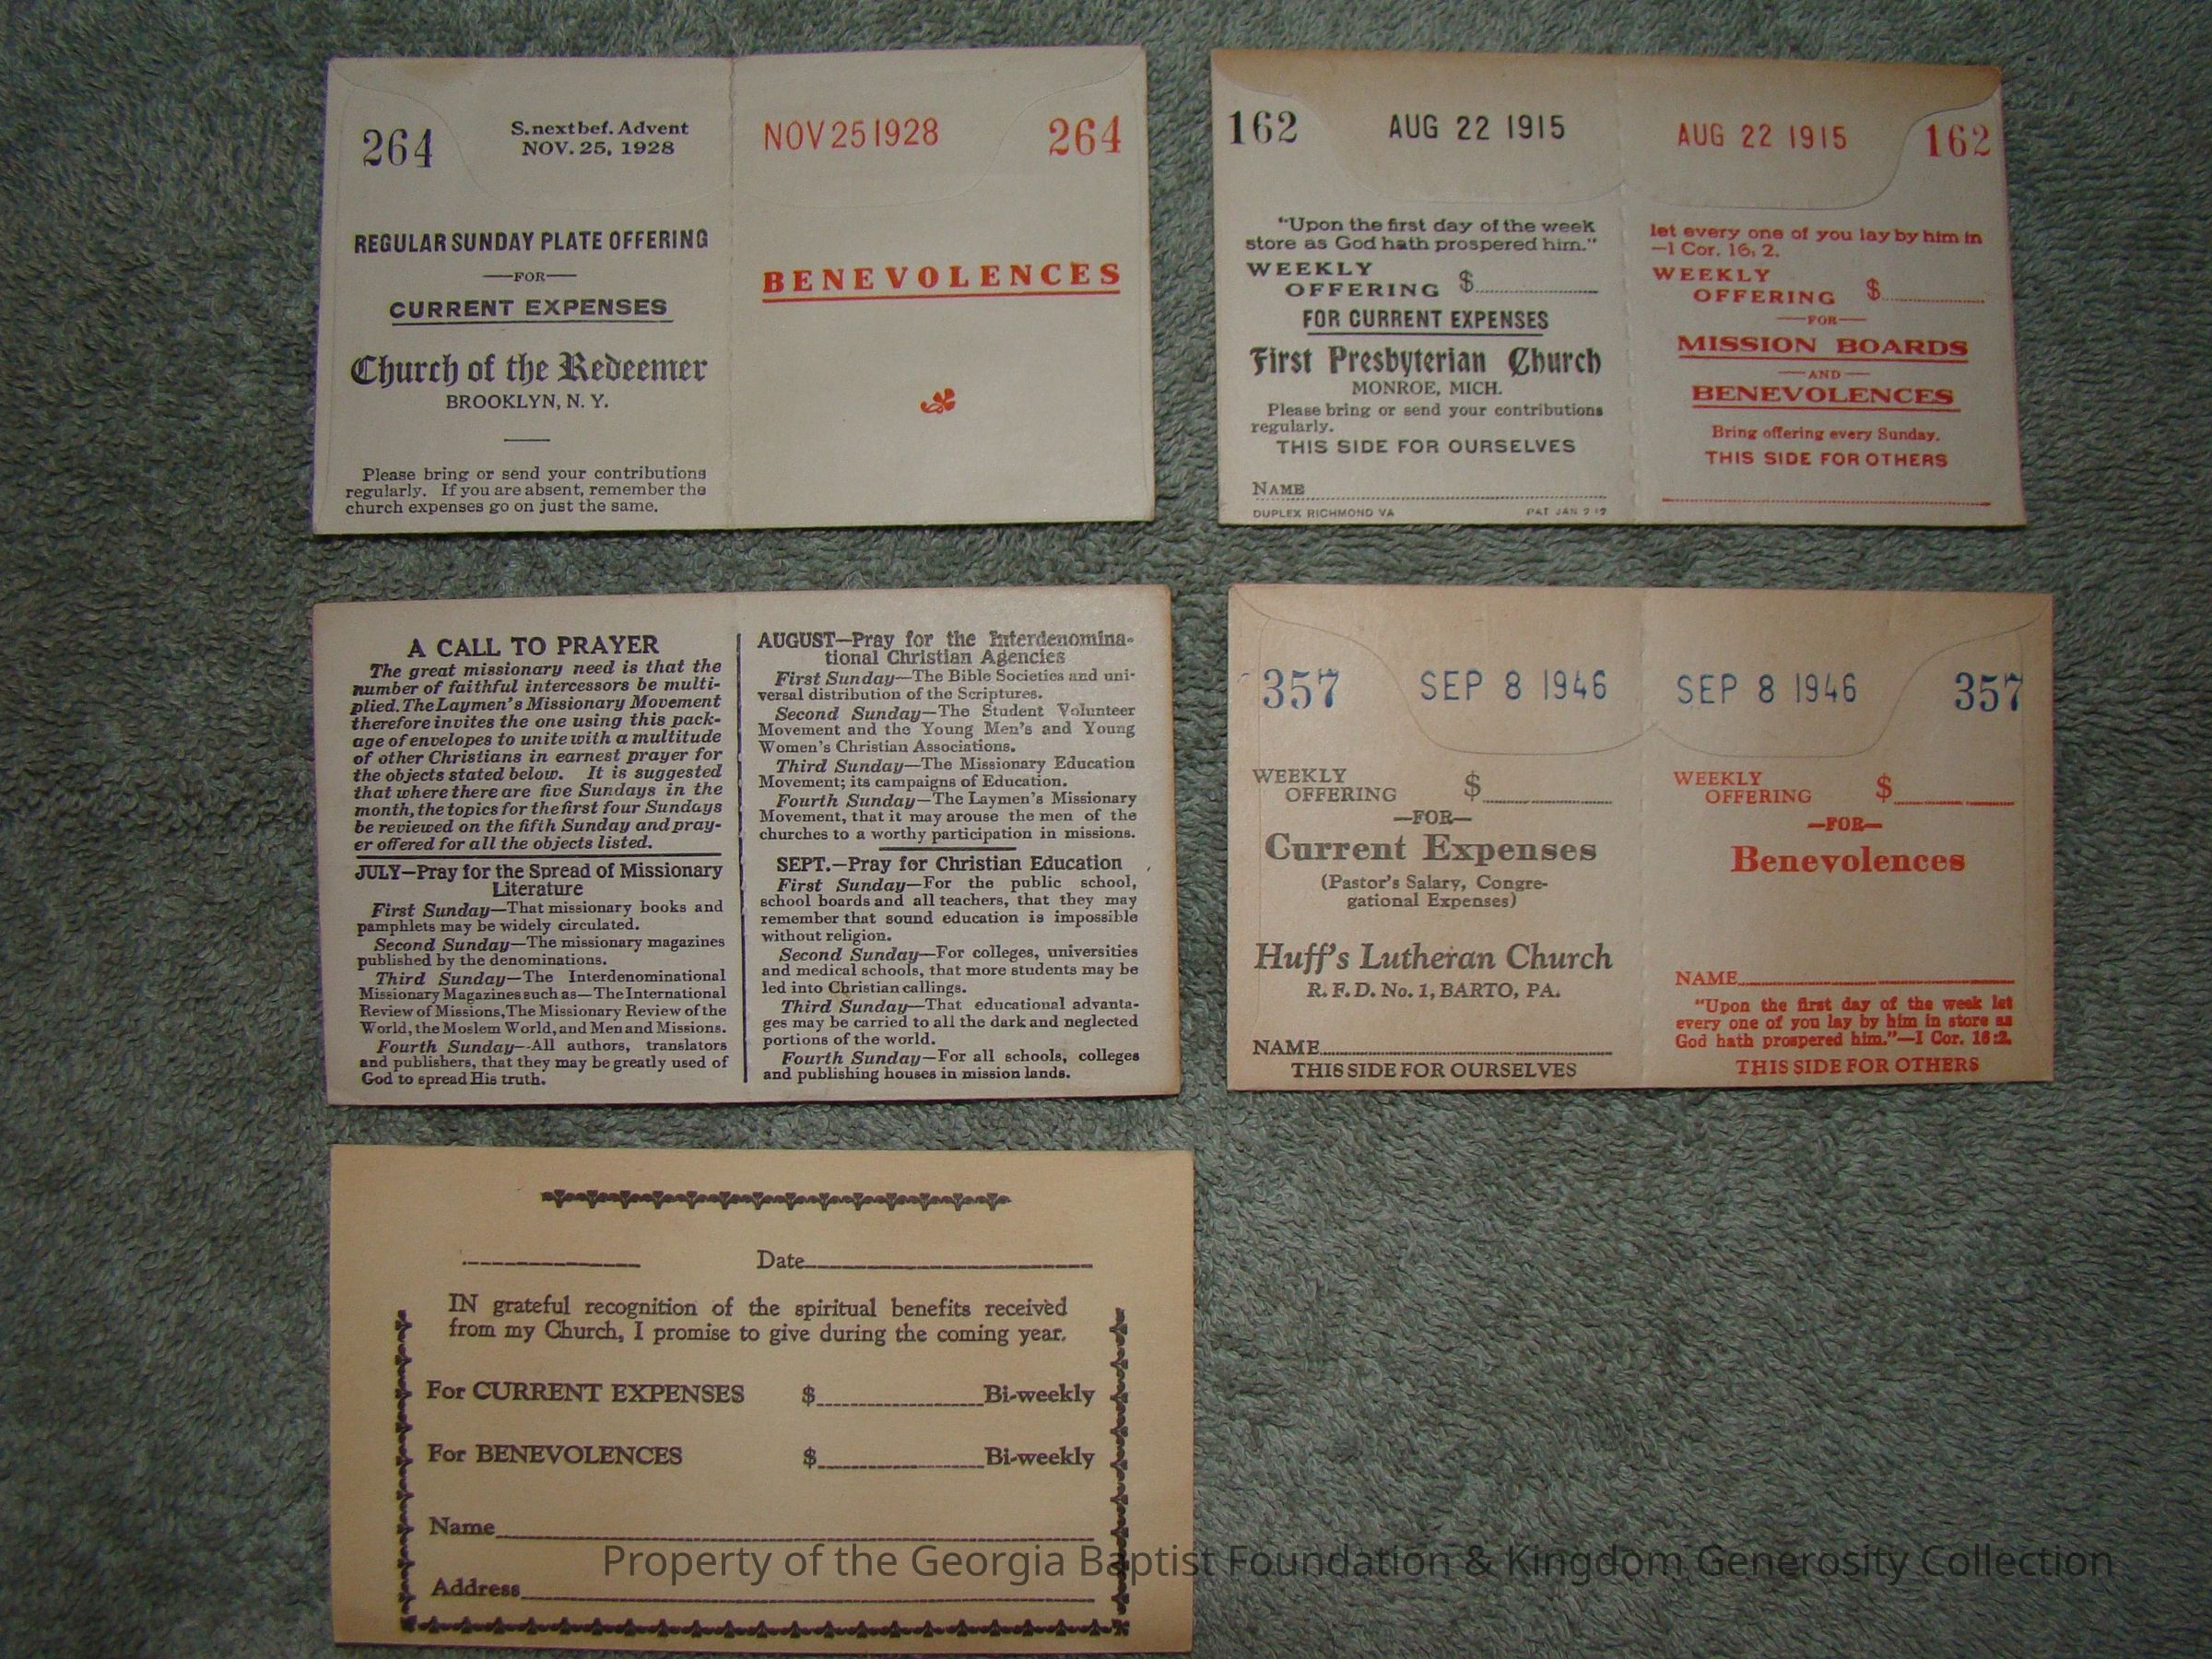 264
S. next bef. Advent
NOV. 25, 1928
REGULAR SUNDAY PLATE OFFERING
—FOR—
CURRENT EXPENSES
Church of the Redeemer
BROOKLYN, N. Y.
Please bring or send your contributions
regularly. If you are absent, remember the
church expenses go on just the same.
NOV 25 1928
264
BENEVOLENCES
162
AUG 22 1915
"Upon the first day of the week
store as God hath prospered him."
WEEKLY
OFFERING $
FOR CURRENT EXPENSES
First Presbyterian Church
MONROE, MICH.
Please bring or send your contributions
regularly.
THIS SIDE FOR OURSELVES
NAME
DUPLEX RICHMOND VA
PAT JAN
AUG 22 1915
162
let every one of you lay by him in
—1 Cor. 16, 2.
WEEKLY
OFFERING $
—FOR—
MISSION BOARDS
—AND—
BENEVOLENCES
Bring offering every Sunday.
THIS SIDE FOR OTHERS
A CALL TO PRAYER
The great missionary need is that the
number of faithful intercessors be multi-
plied. The Laymen's Missionary Movement
therefore invites the one using this pack-
age of envelopes to unite with a multitude
of other Christians in earnest prayer for
the objects stated below. It is suggested
that where there are five Sundays in the
month, the topics for the first four Sundays
be reviewed on the fifth Sunday and pray-
er offered for all the objects listed.
JULY—Pray for the Spread of Missionary
Literature
First Sunday—That missionary books and
pamphlets may be widely circulated.
Second Sunday—The missionary magazines
published by the denominations.
Third Sunday—The Interdenominational
Missionary Magazines such as—The International
Review of Missions, The Missionary Review of the
World, the Moslem World, and Men and Missions.
Fourth Sunday--All authors, translators
and publishers, that they may be greatly used of
God to spread His truth.
AUGUST—Pray for the Interdenomina-
tional Christian Agencies
First Sunday—The Bible Societies and uni-
versal distribution of the Scriptures.
Second Sunday—The Student Volunteer
Movement and the Young Men's and Young
Women's Christian Associations.
Third Sunday—The Missionary Education
Movement; its campaigns of Education.
Fourth Sunday—The Laymen's Missionary
Movement, that it may arouse the men of the
churches to a worthy participation in missions.
SEPT.—Pray for Christian Education
First Sunday—For the public school,
school boards and all teachers, that they may
remember that sound education is impossible
without religion.
Second Sunday—For colleges, universities
and medical schools, that more students may be
led into Christian callings.
Third Sunday—That educational advanta-
ges may be carried to all the dark and neglected
portions of the world.
Fourth Sunday—For all schools, colleges
and publishing houses in mission lands.
357
SEP 8 1946
WEEKLY
OFFERING $
—FOR—
Current Expenses
(Pastor's Salary, Congre-
gational Expenses)
Huff's Lutheran Church
R. F. D. No. 1, BARTO, PA.
NAME
THIS SIDE FOR OURSELVES
SEP 8 1946
357
WEEKLY
OFFERING $
—FOR—
Benevolences
NAME
"Upon the first day of the week let
every one of you lay by him in store as
God hath prospered him."—I Cor. 16:2.
THIS SIDE FOR OTHERS
Date
IN grateful recognition of the spiritual benefits received
from my Church, I promise to give during the coming year.
For CURRENT EXPENSES $ Bi-weekly
For BENEVOLENCES $ Bi-weekly
Name
Address
Property of the Georgia Baptist Foundation & Kingdom Generosity Collection